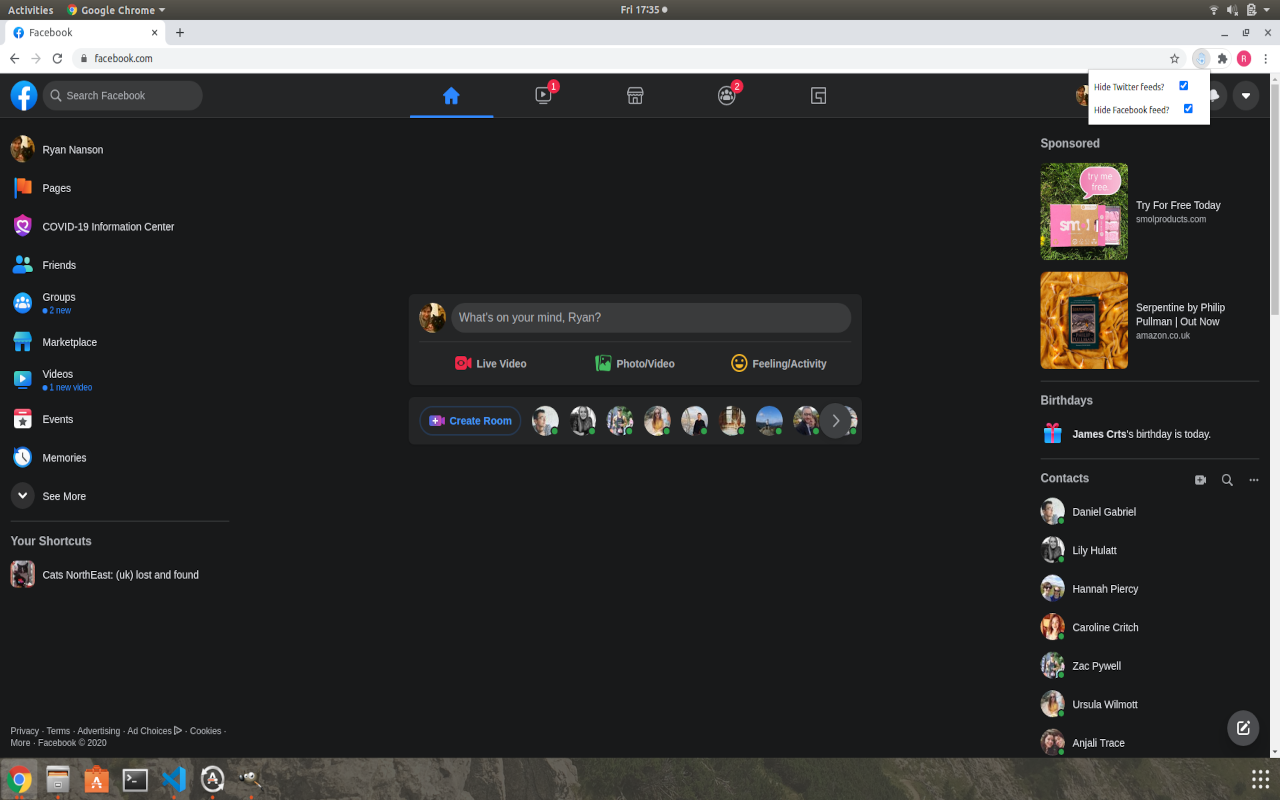 Activities
Google Chrome
Fri 17:35
Facebook
facebook.com
R
Hide Twitter feeds?
Hide Facebook feed?
Search Facebook
1
2
Ryan Nanson
Pages
COVID-19 Information Center
Friends
Groups
2 new
Marketplace
Videos
1 new video
Events
Memories
See More
Your Shortcuts
Cats NorthEast: (uk) lost and found
Privacy · Terms · Advertising · Ad Choices · Cookies ·
More · Facebook © 2020
What's on your mind, Ryan?
Live Video
Photo/Video
Feeling/Activity
Create Room
Sponsored
try me
free.
smol
Try For Free Today
smolproducts.com
Serpentine by Philip
Pullman | Out Now
amazon.co.uk
Birthdays
James Crts's birthday is today.
Contacts
Daniel Gabriel
Lily Hulatt
Hannah Piercy
Caroline Critch
Zac Pywell
Ursula Wilmott
Anjali Trace